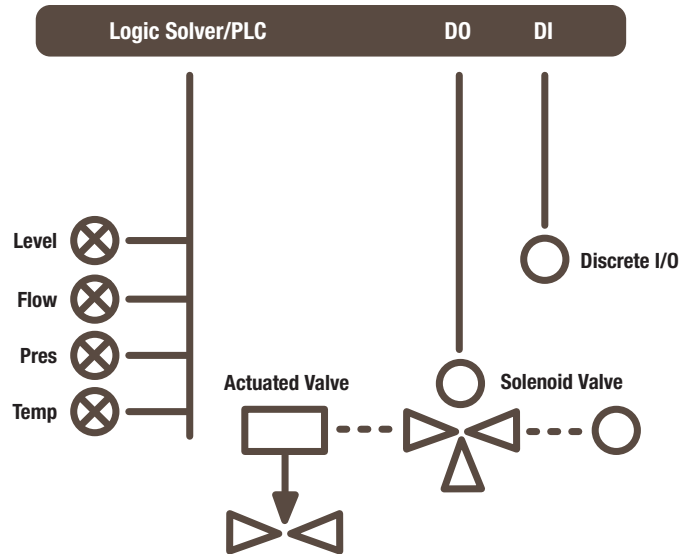 Logic Solver/PLC DO DI
Level
Discrete I/O
Flow
Pres
Actuated Valve Solenoid Valve
Temp